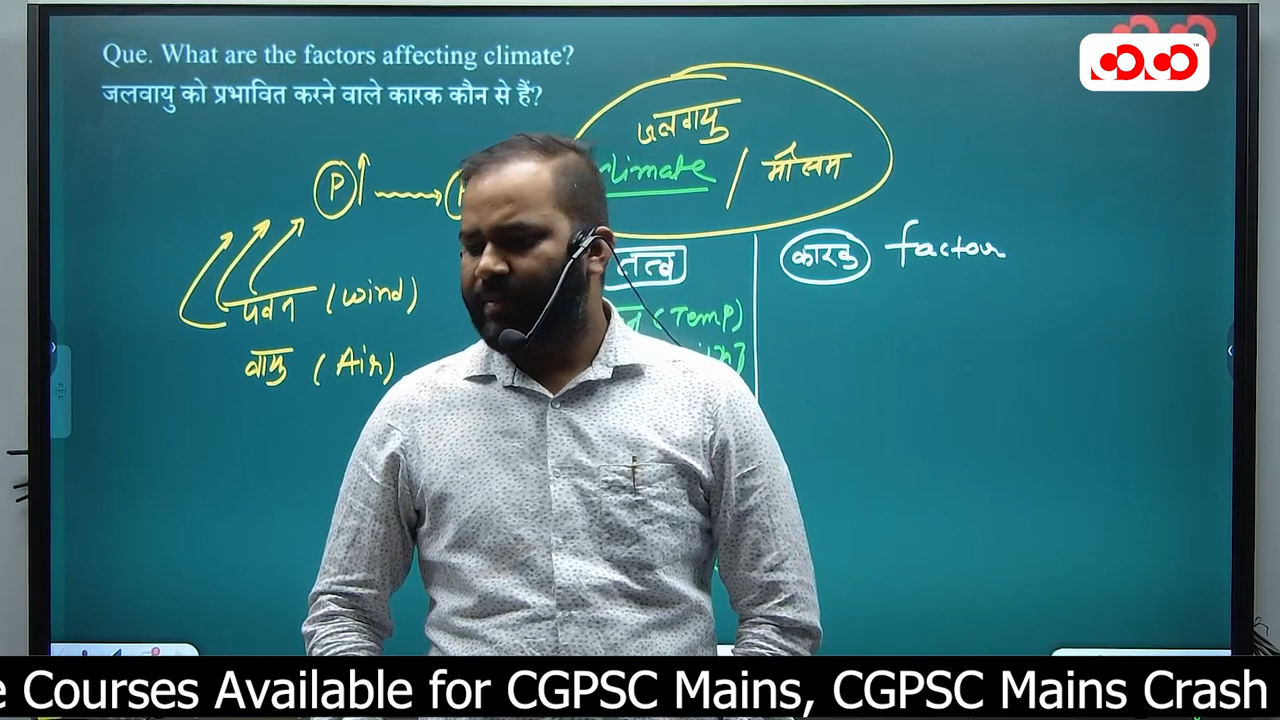 Que. What are the factors affecting climate?
जलवायु को प्रभावित करने वाले कारक कौन से हैं?
जलवायु
climate / मौसम
P
पवन (wind)
वायु (Air)
तत्व
(Temp)
कारक factor
e Courses Available for CGPSC Mains, CGPSC Mains Crash